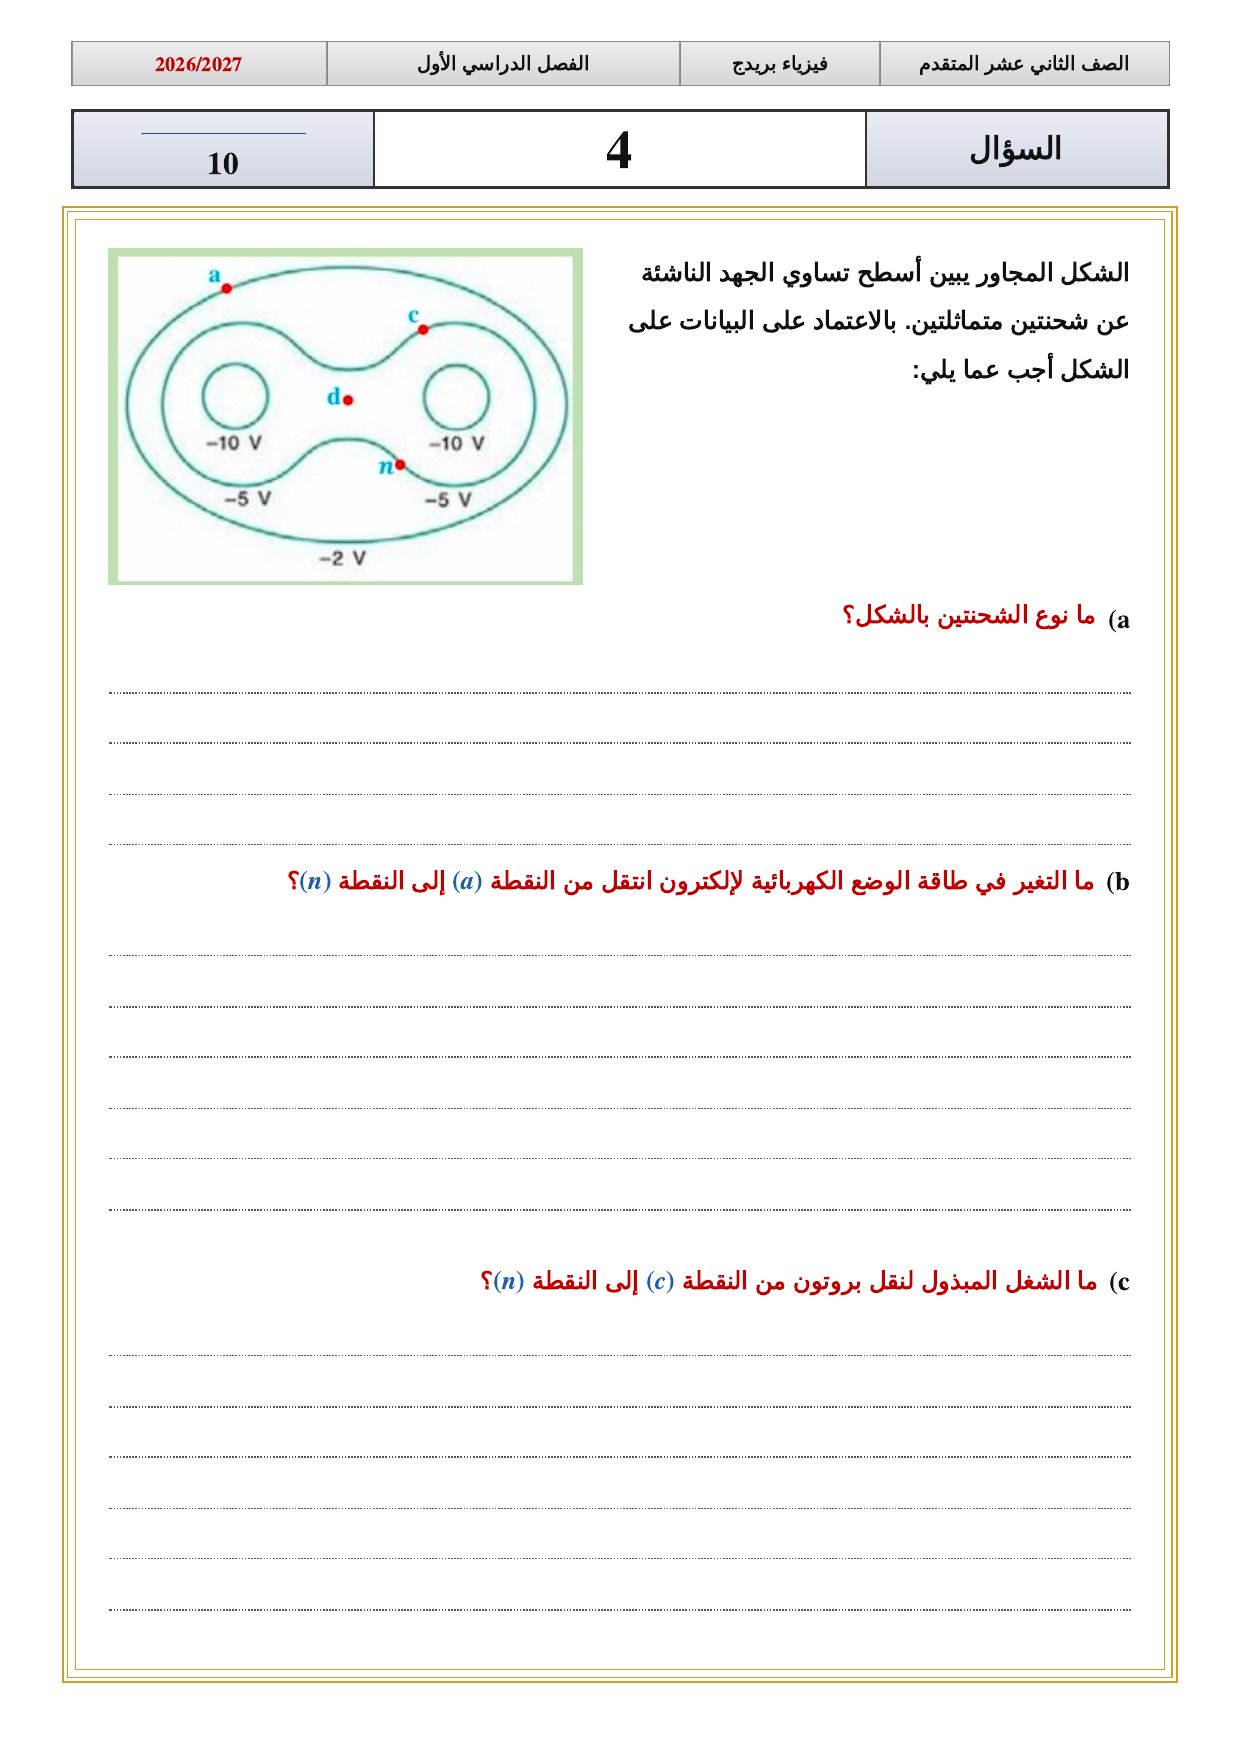 الصف الثاني عشر المتقدم فيزياء بريدج الفصل الدراسي الأول 2026/2027
السؤال 4 10
الشكل المجاور يبين أسطح تساوي الجهد الناشئة
عن شحنتين متماثلتين. بالاعتماد على البيانات على
الشكل أجب عما يلي:
a
c
d
−10 V −10 V
n
−5 V −5 V
−2 V
(a ما نوع الشحنتين بالشكل؟
(b ما التغير في طاقة الوضع الكهربائية لإلكترون انتقل من النقطة (a) إلى النقطة (n)؟
(c ما الشغل المبذول لنقل بروتون من النقطة (c) إلى النقطة (n)؟